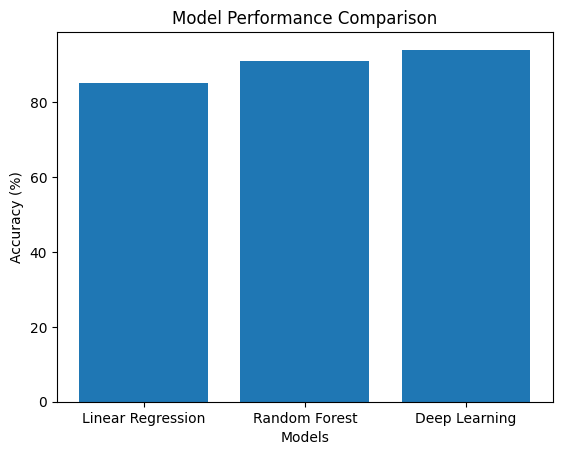 Model Performance Comparison
Accuracy (%)
80
60
40
20
0
Linear Regression Random Forest Deep Learning
Models